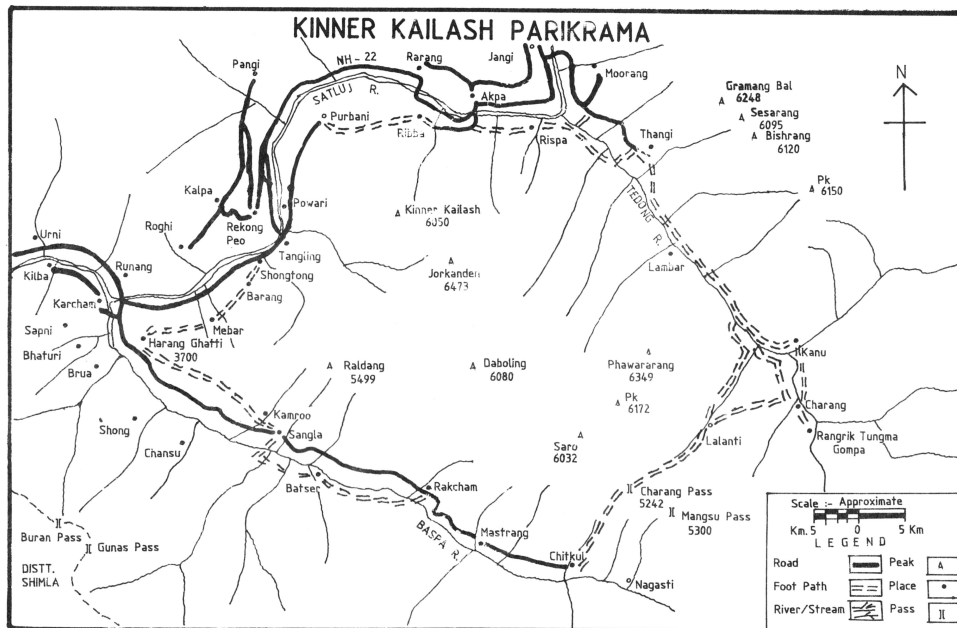 KINNER KAILASH PARIKRAMA
Pangi
NH-22
Rarang
Jangi
Moorang
SATLUJ R.
Akpa
Gramang Bal
6248
Sesarang
6095
Bishrang
6120
N
Purbani
Ribba
Rispa
Thangi
Pk
6150
Kalpa
Rekong
Peo
Powari
Kinner Kailash
6050
TEDONG R.
Roghi
Urni
Tangling
Shongtong
Lambar
Kilba
Runang
Jorkanden
6473
Barang
Karcham
Mebar
Sapni
Harang Ghatti
3700
Bhaturi
Brua
Raldang
5499
Daboling
6080
Phawararang
6349
Kanu
Pk
6172
Charang
Kamroo
Sangla
Shong
Chansu
Lalanti
Rangrik Tungma
Gompa
Saro
6032
Batser
Rakcham
Charang Pass
5242
Mangsu Pass
5300
Buran Pass
Gunas Pass
BASPA R.
Mastrang
Chitkul
Nagasti
DISTT.
SHIMLA
Scale :- Approximate
Km. 5 0 5 Km
LEGEND
Road Peak
Foot Path Place
River/Stream Pass